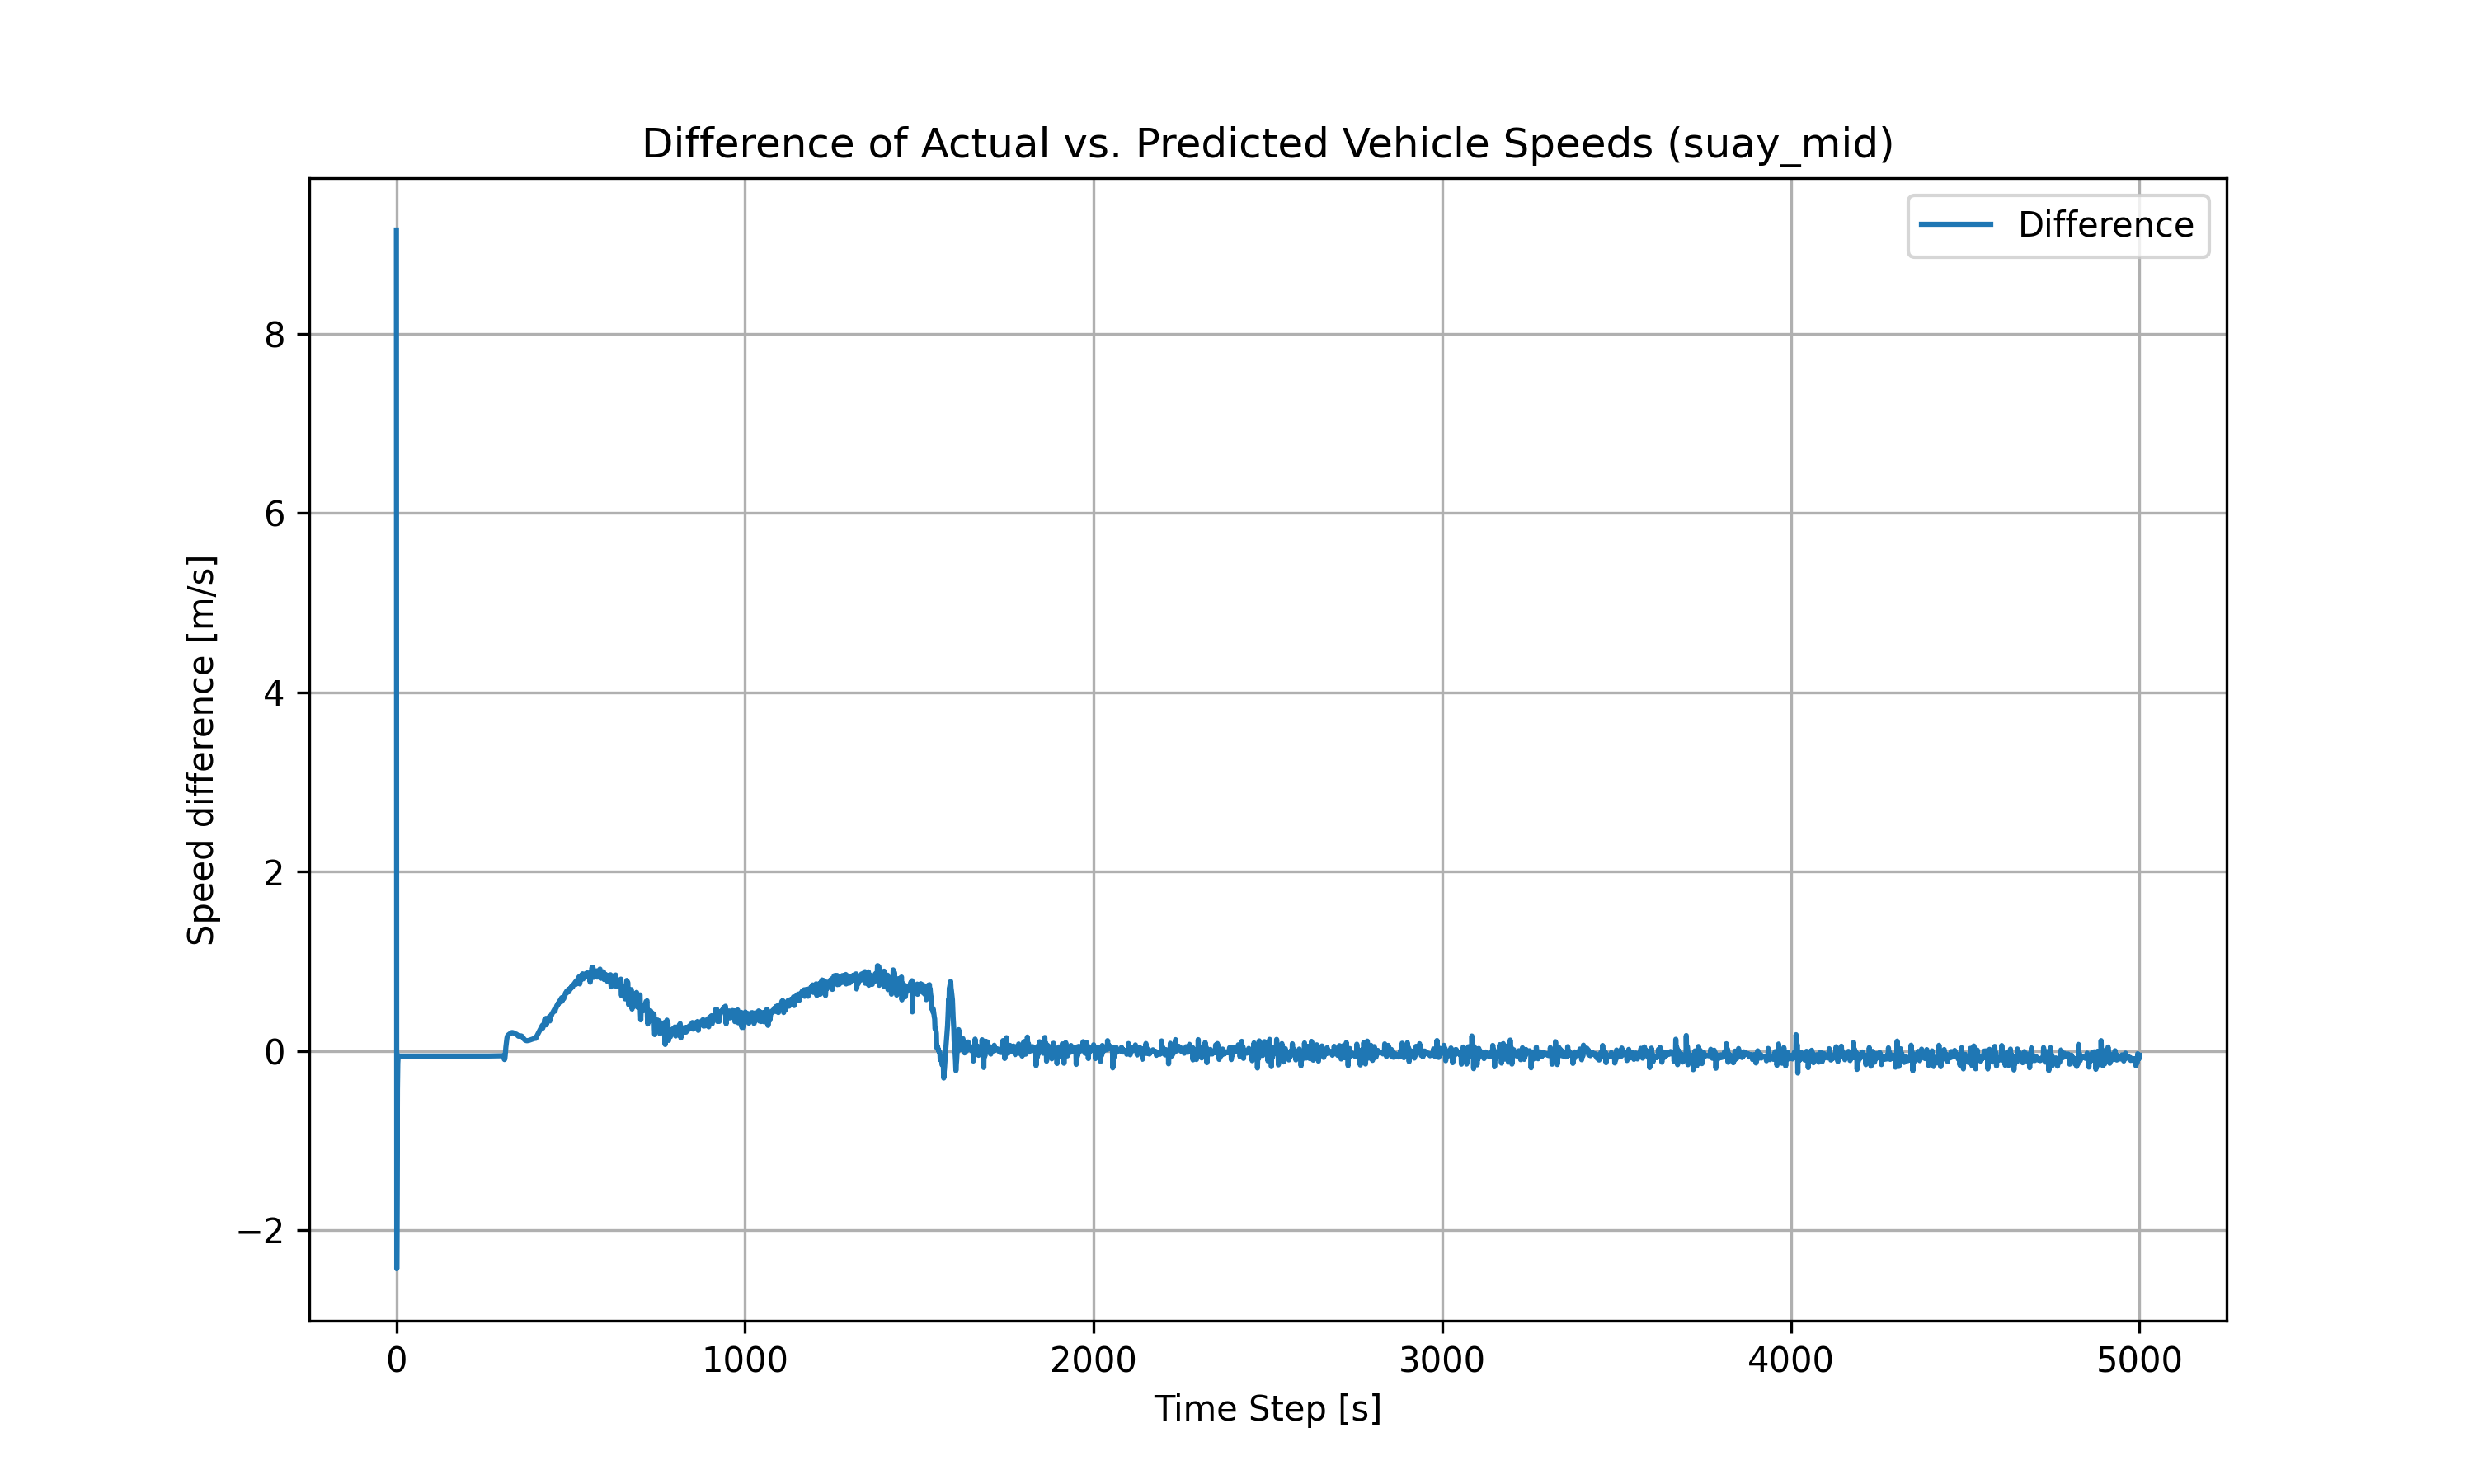 Difference of Actual vs. Predicted Vehicle Speeds (suay_mid)
Difference
Speed difference [m/s]
8
6
4
2
0
−2
0 1000 2000 3000 4000 5000
Time Step [s]